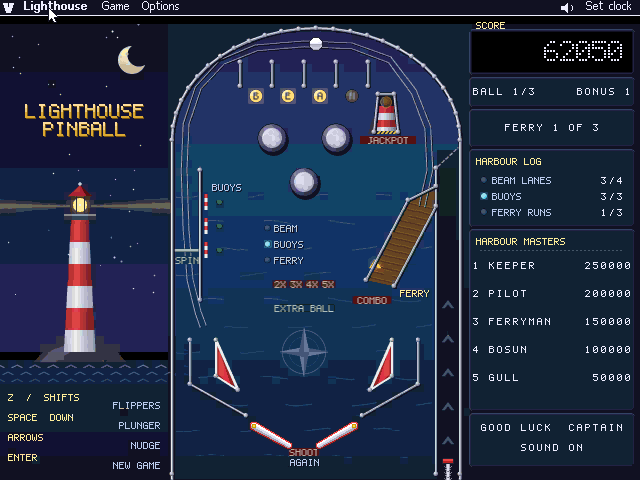 Lighthouse Game Options Set clock
SCORE
62050
BALL 1/3 BONUS 1
FERRY 1 OF 3
HARBOUR LOG
BEAM LANES 3/4
BUOYS 3/3
FERRY RUNS 1/3
HARBOUR MASTERS
1 KEEPER 250000
2 PILOT 200000
3 FERRYMAN 150000
4 BOSUN 100000
5 GULL 50000
GOOD LUCK CAPTAIN
SOUND ON
LIGHTHOUSE
PINBALL
B E A
JACKPOT
BUOYS
SPIN
BEAM
BUOYS
FERRY
2X 3X 4X 5X
COMBO
FERRY
EXTRA BALL
SHOOT
AGAIN
Z / SHIFTS
FLIPPERS
SPACE DOWN
PLUNGER
ARROWS
NUDGE
ENTER
NEW GAME